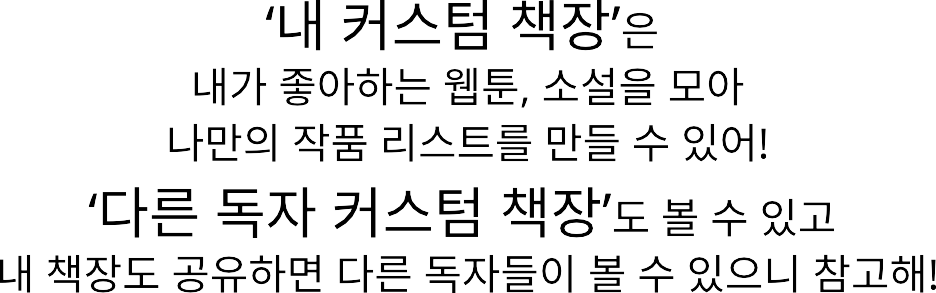 ‘내 커스텀 책장’은
내가 좋아하는 웹툰, 소설을 모아
나만의 작품 리스트를 만들 수 있어!
‘다른 독자 커스텀 책장’도 볼 수 있고
내 책장도 공유하면 다른 독자들이 볼 수 있으니 참고해!